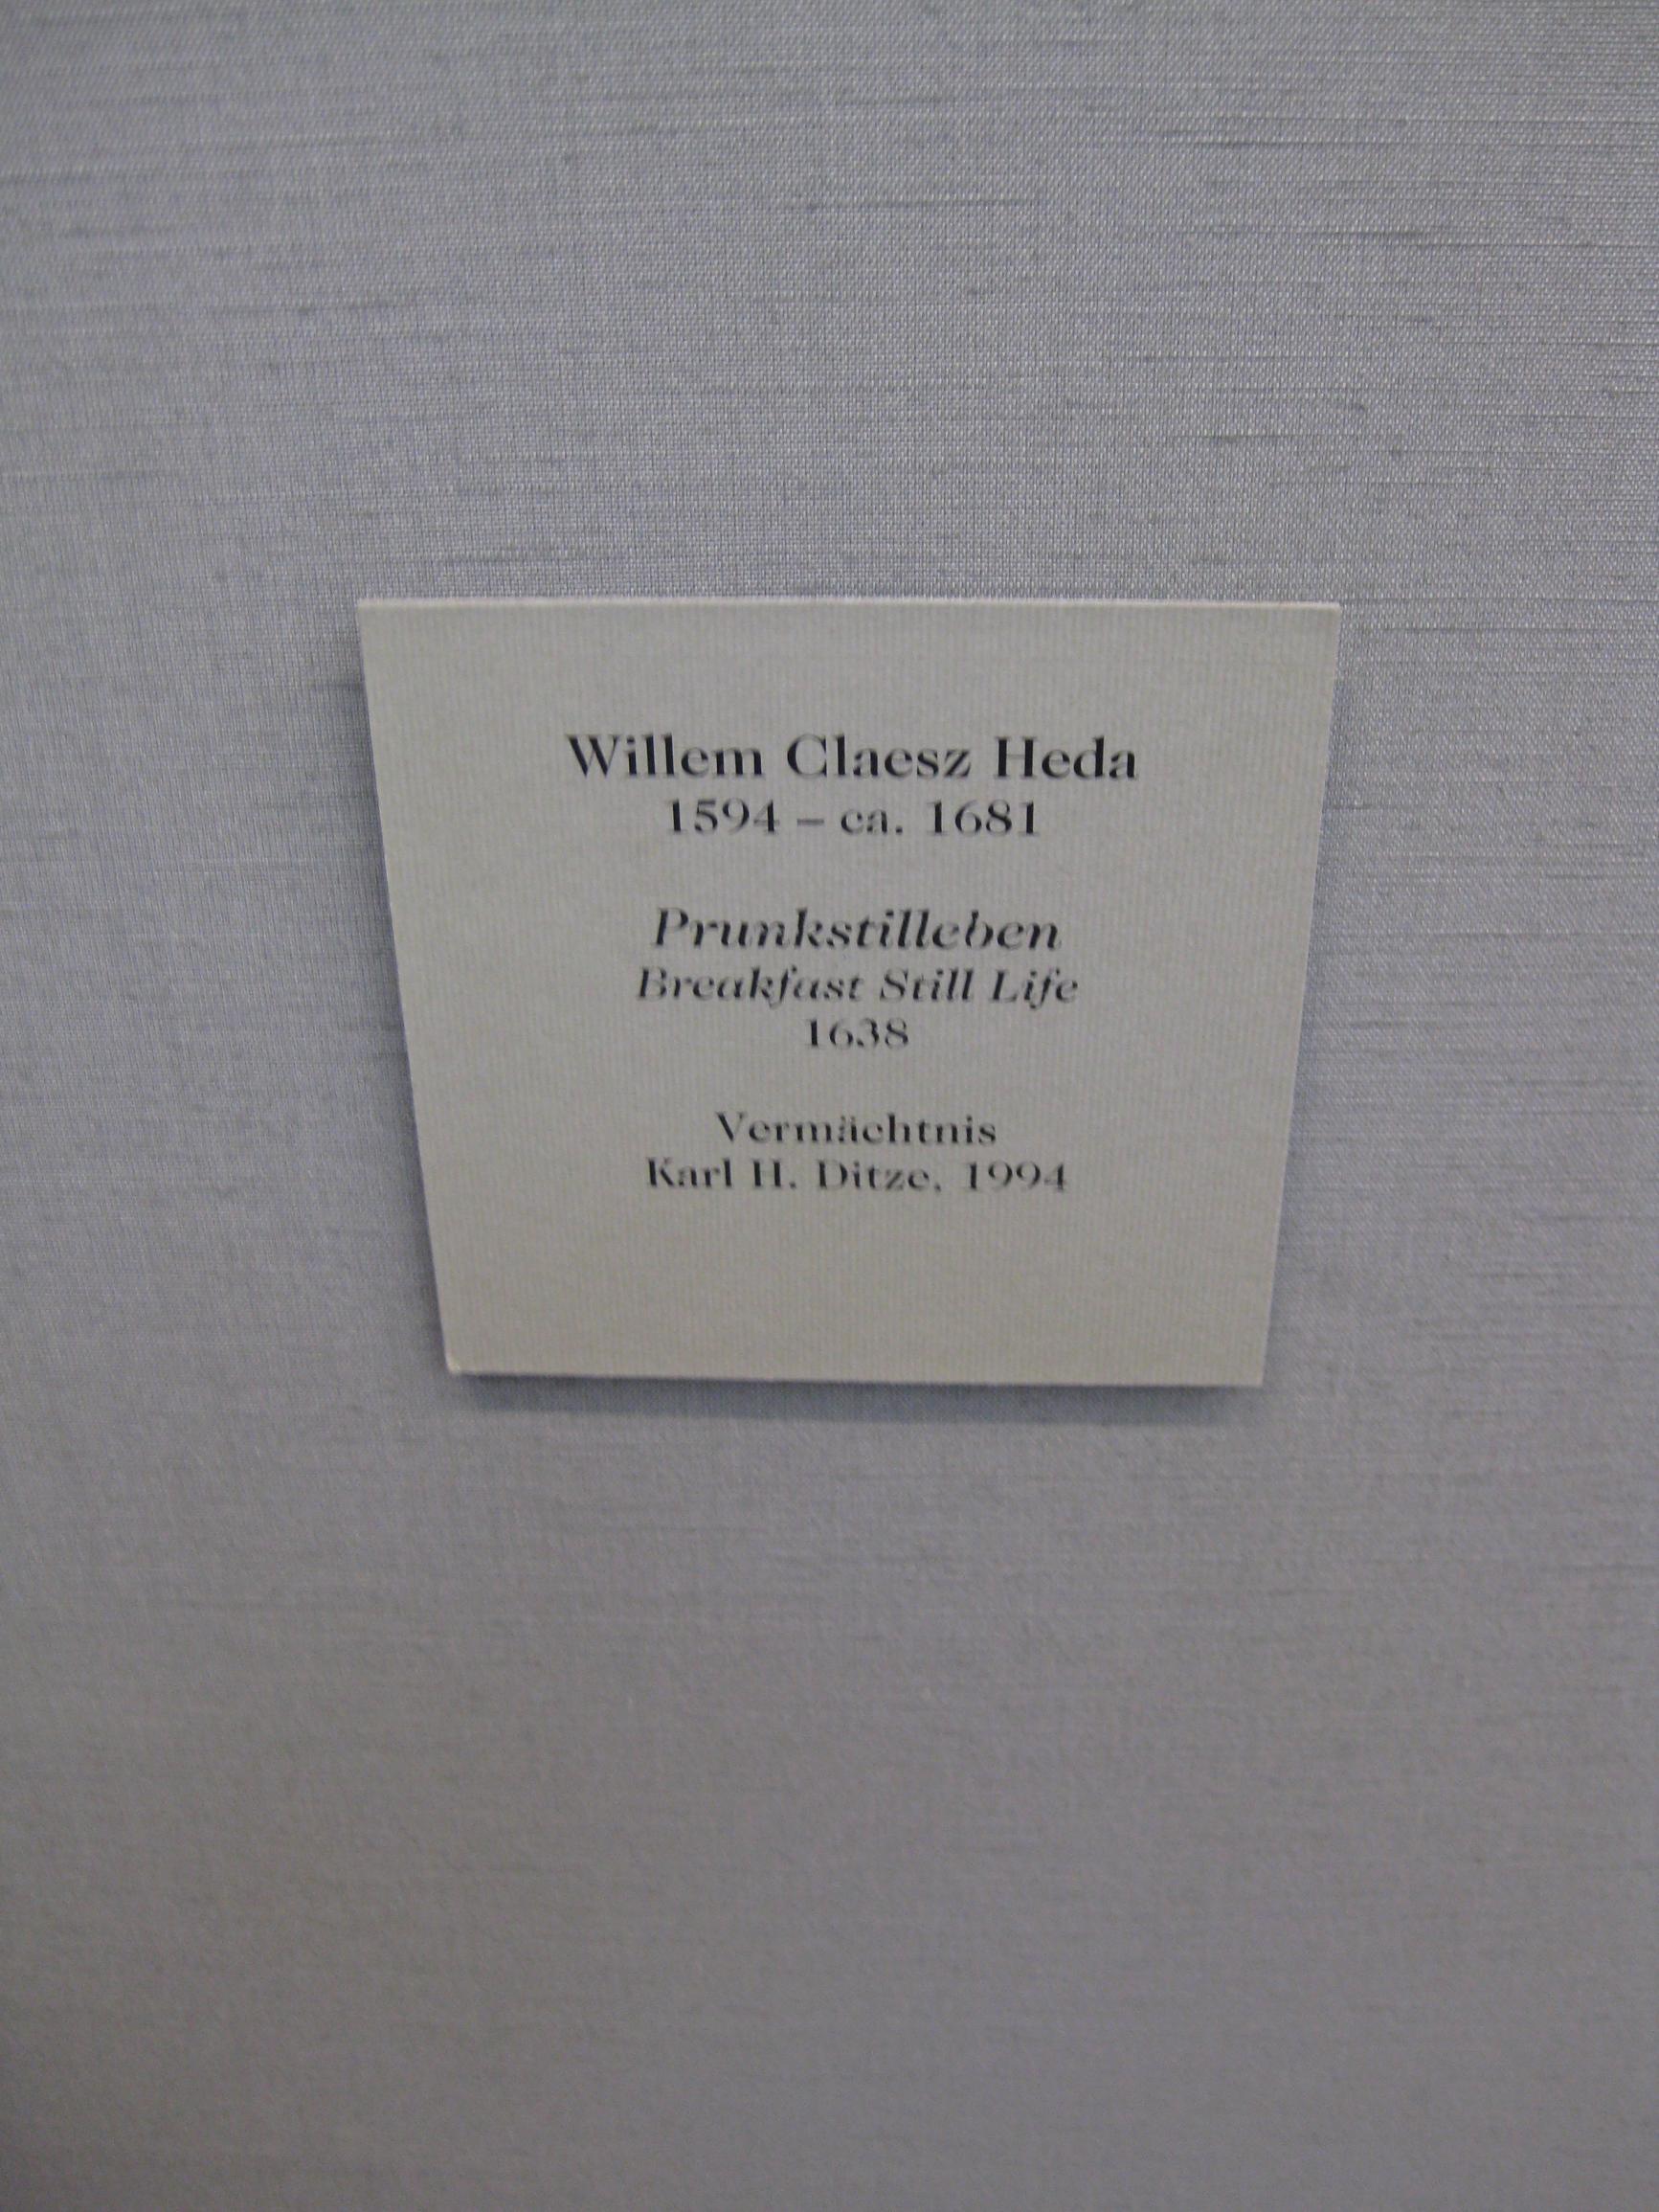 Willem Claesz Heda
1594 – ca. 1681
Prunkstilleben
Breakfast Still Life
1638
Vermächtnis
Karl H. Ditze, 1994